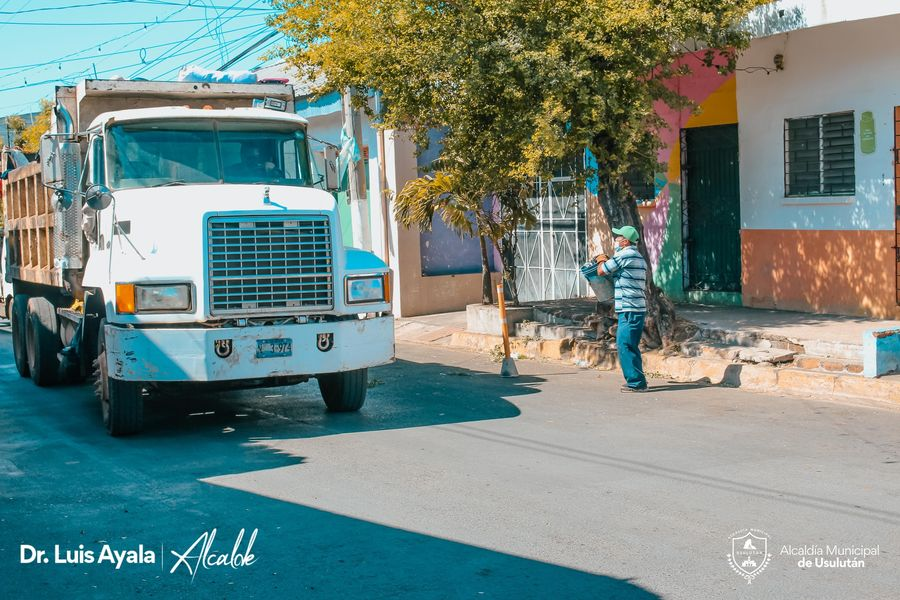 Dr. Luis Ayala
Alcalde
Alcaldía Municipal
de Usulután